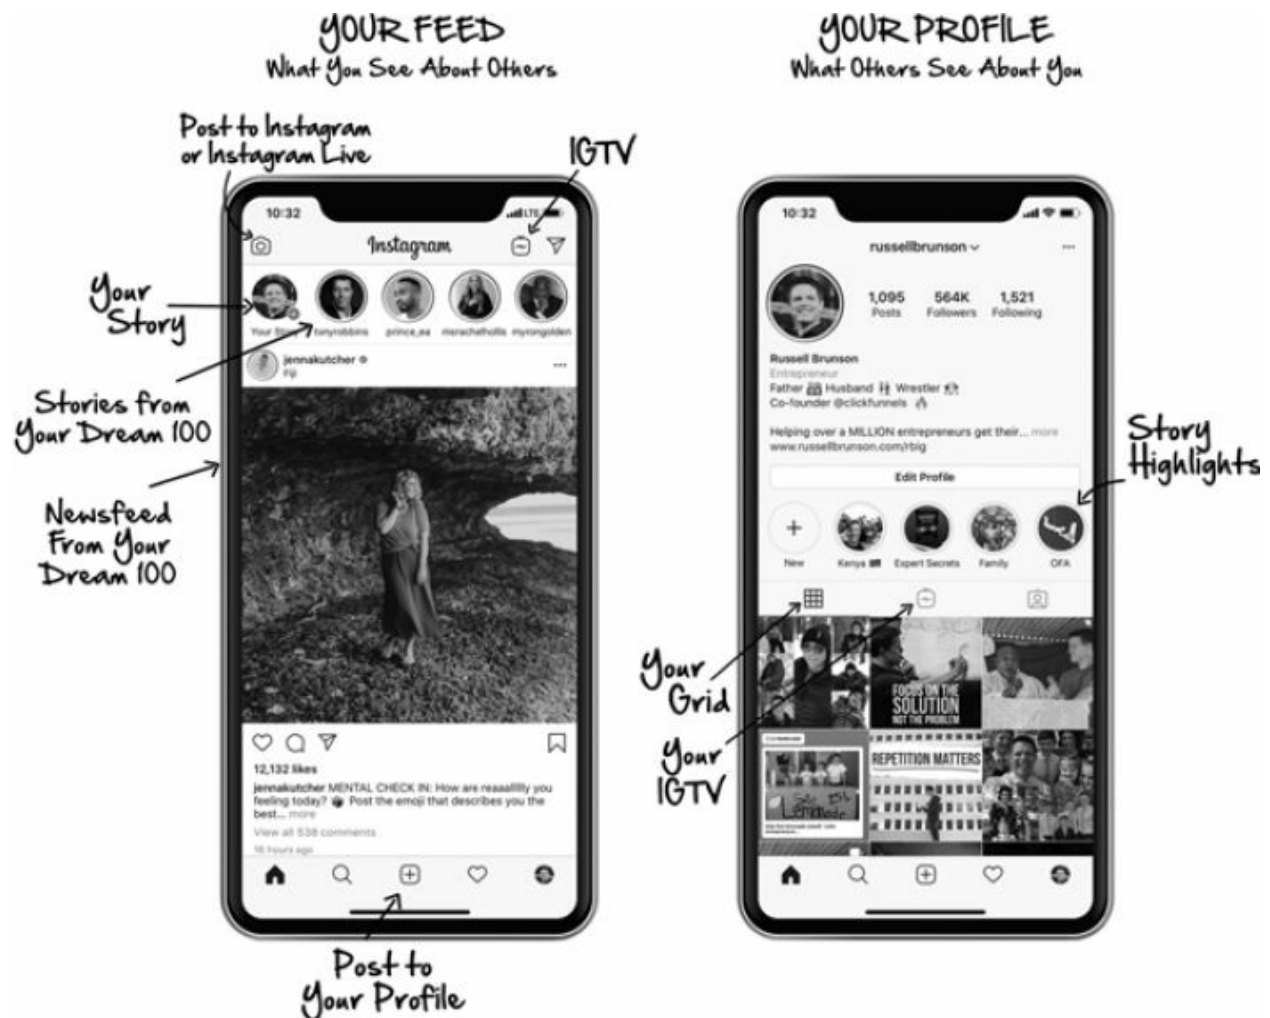 YOUR FEED
What You See About Others
Post to Instagram
or Instagram Live
IGTV
Your
Story
Stories from
Your Dream 100
Newsfeed
From Your
Dream 100
10:32
LTE
Instagram
Your Story
tonyrobbins
prince_ea
msrachelhollis
myrongolden
jennakutcher
Fiji
12,132 likes
jennakutcher MENTAL CHECK IN: How are reaaallllly you
feeling today? Post the emoji that describes you the
best... more
View all 538 comments
16 hours ago
Post to
Your Profile
YOUR PROFILE
What Others See About You
10:32
russellbrunson
1,095
Posts
564K
Followers
1,521
Following
Russell Brunson
Entrepreneur
Father Husband Wrestler
Co-founder @clickfunnels
Helping over a MILLION entrepreneurs get their... more
www.russellbrunson.com/rbig
Edit Profile
Story
Highlights
New
Kenya
Expert Secrets
Family
OFA
Your
Grid
Your
IGTV
FOCUS ON THE
SOLUTION
NOT THE PROBLEM
REPETITION MATTERS
Lemonade